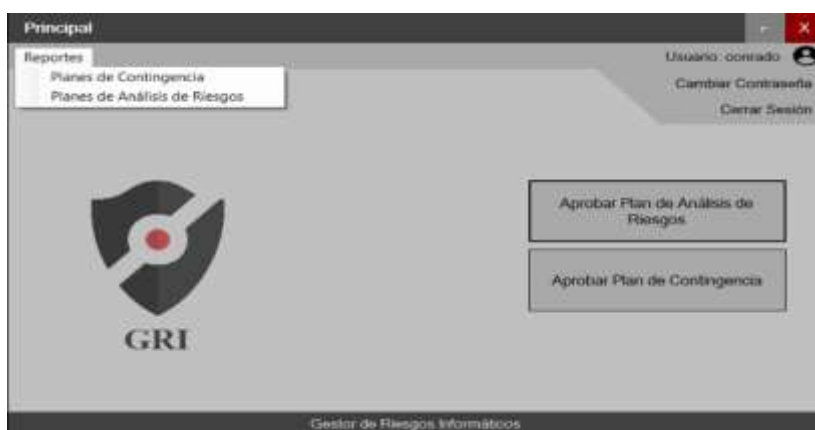 Principal
Reportes
Usuario: conrado
Planes de Contingencia
Cambiar Contraseña
Planes de Análisis de Riesgos
Cerrar Sesión
Aprobar Plan de Análisis de
Riesgos
Aprobar Plan de Contingencia
GRI
Gestor de Riesgos Informáticos